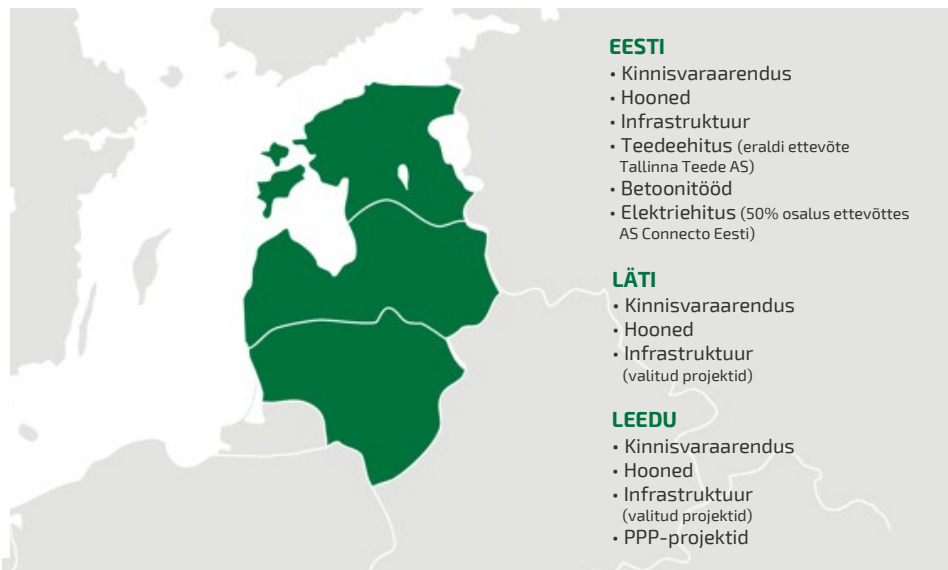 EESTI
• Kinnisvaraarendus
• Hooned
• Infrastruktuur
• Teedeehitus (eraldi ettevõte
Tallinna Teede AS)
• Betoonitööd
• Elektriehitus (50% osalus ettevõttes
AS Connecto Eesti)
LÄTI
• Kinnisvaraarendus
• Hooned
• Infrastruktuur
(valitud projektid)
LEEDU
• Kinnisvaraarendus
• Hooned
• Infrastruktuur
(valitud projektid)
• PPP-projektid